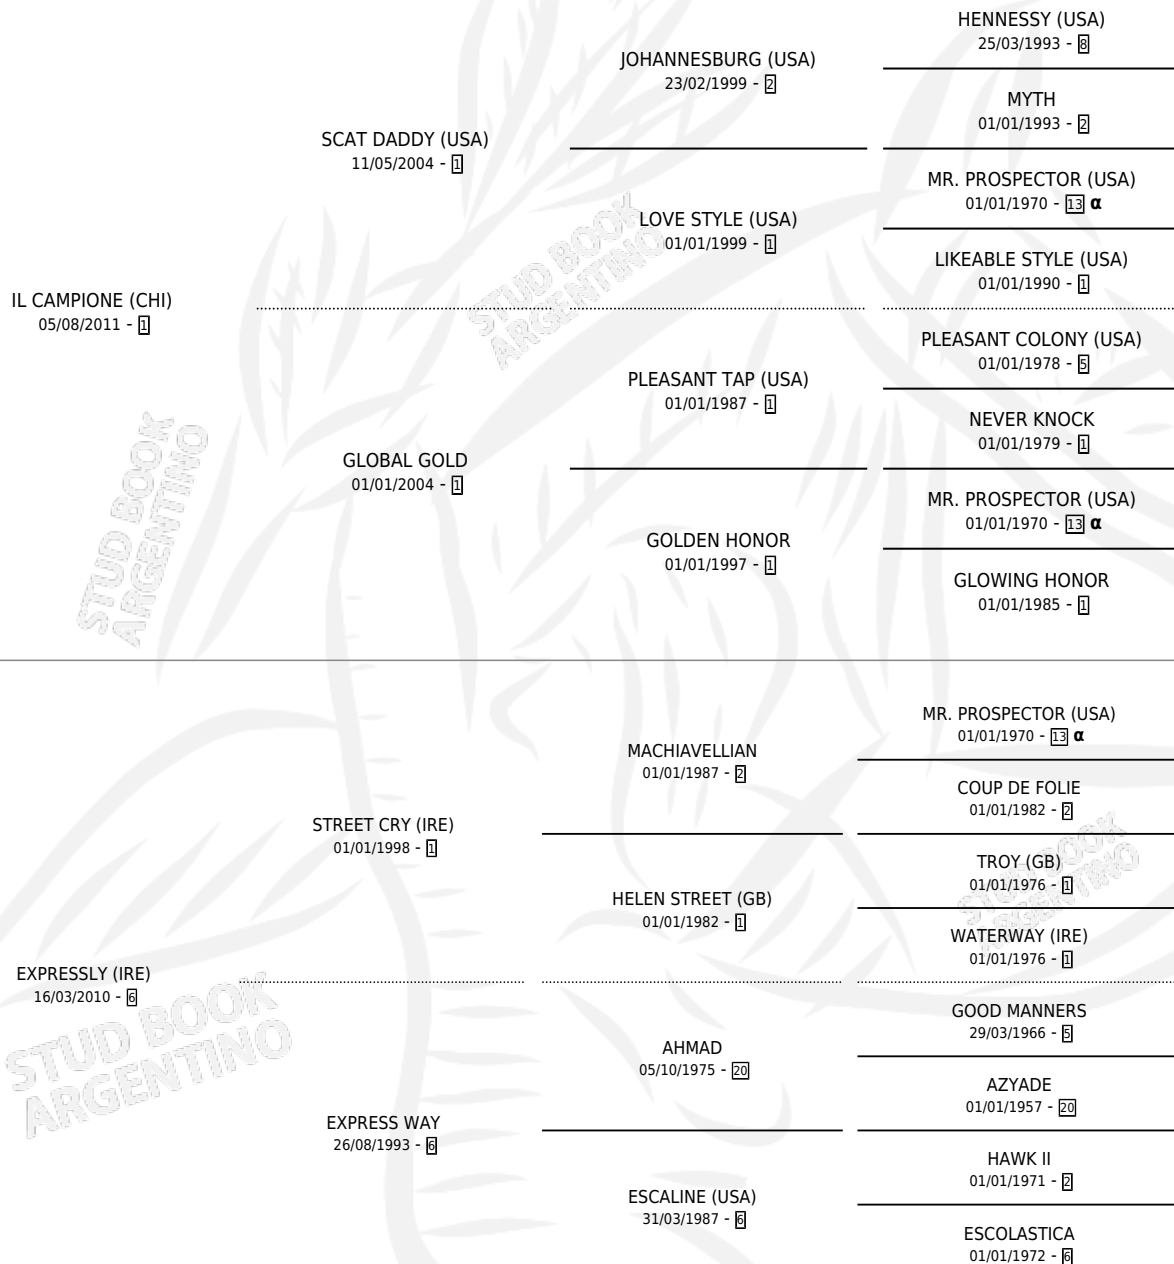 HENNESSY (USA)
25/03/1993 - 8
JOHANNESBURG (USA)
23/02/1999 - 2
MYTH
01/01/1993 - 2
SCAT DADDY (USA)
11/05/2004 - 1
MR. PROSPECTOR (USA)
01/01/1970 - 13 α
LOVE STYLE (USA)
01/01/1999 - 1
LIKEABLE STYLE (USA)
01/01/1990 - 1
IL CAMPIONE (CHI)
05/08/2011 - 1
PLEASANT COLONY (USA)
01/01/1978 - 5
PLEASANT TAP (USA)
01/01/1987 - 1
NEVER KNOCK
01/01/1979 - 1
GLOBAL GOLD
01/01/2004 - 1
MR. PROSPECTOR (USA)
01/01/1970 - 13 α
GOLDEN HONOR
01/01/1997 - 1
GLOWING HONOR
01/01/1985 - 1
MR. PROSPECTOR (USA)
01/01/1970 - 13 α
MACHIAVELLIAN
01/01/1987 - 2
COUP DE FOLIE
01/01/1982 - 2
STREET CRY (IRE)
01/01/1998 - 1
TROY (GB)
01/01/1976 - 1
HELEN STREET (GB)
01/01/1982 - 1
WATERWAY (IRE)
01/01/1976 - 1
EXPRESSLY (IRE)
16/03/2010 - 6
GOOD MANNERS
29/03/1966 - 5
AHMAD
05/10/1975 - 20
AZYADE
01/01/1957 - 20
EXPRESS WAY
26/08/1993 - 6
HAWK II
01/01/1971 - 2
ESCALINE (USA)
31/03/1987 - 6
ESCOLASTICA
01/01/1972 - 6
STUD BOOK
ARGENTINO
STUD BOOK
ARGENTINO
STUD BOOK
ARGENTINO
STUD BOOK
ARGENTINO